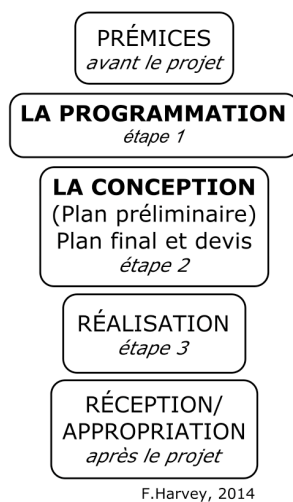 PRÉMICES
avant le projet
LA PROGRAMMATION
étape 1
LA CONCEPTION
(Plan préliminaire)
Plan final et devis
étape 2
RÉALISATION
étape 3
RÉCEPTION/
APPROPRIATION
après le projet
F.Harvey, 2014